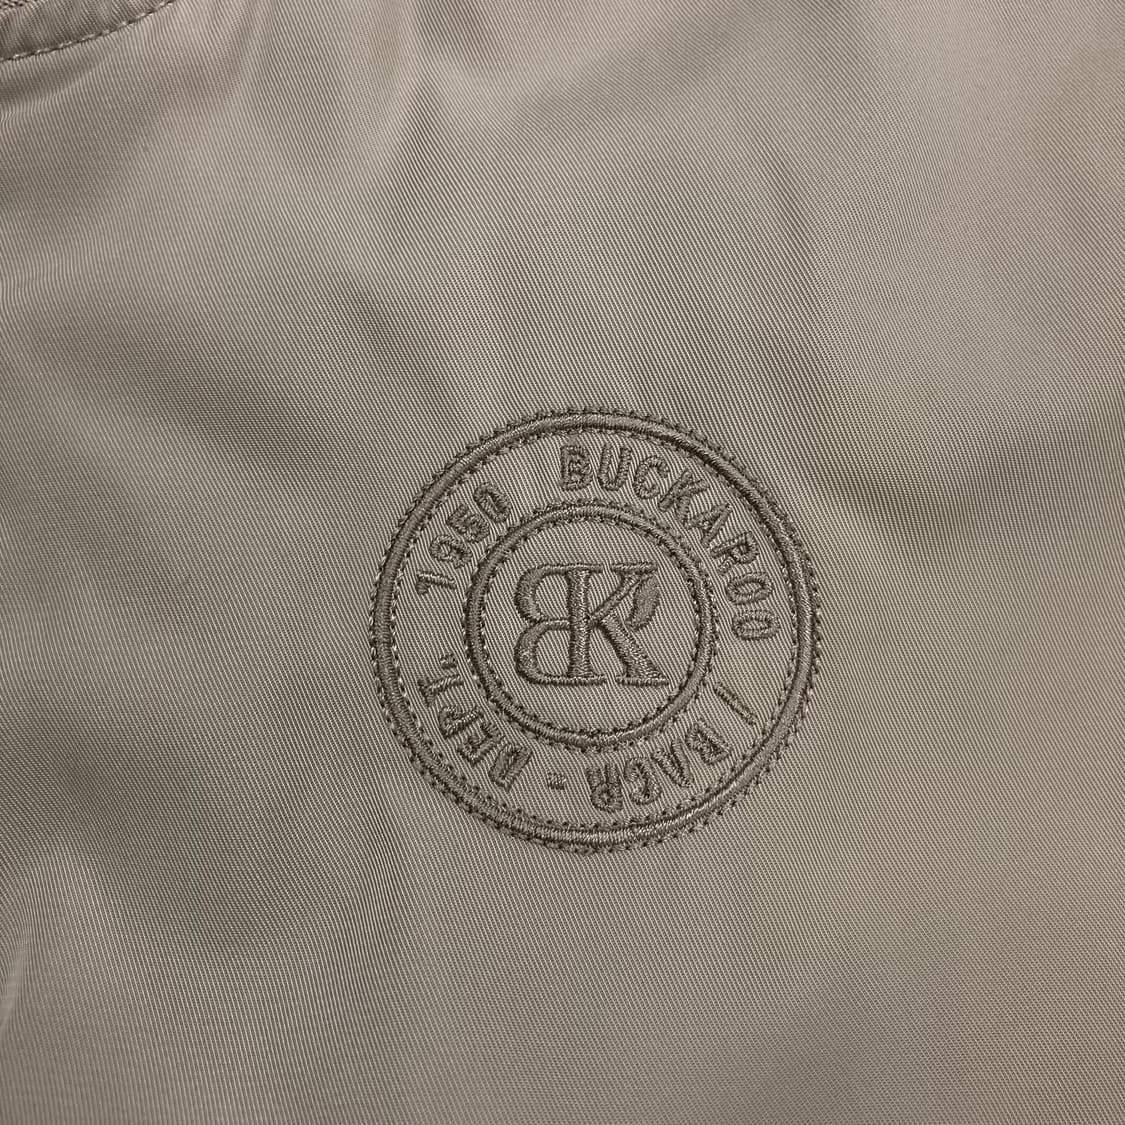 1950 BUCKAROO
| BACR - DEPT"
BK